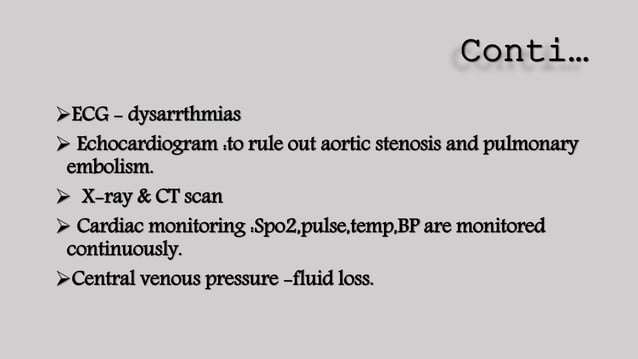 Conti…
➢ECG – dysarrthmias
➢ Echocardiogram :to rule out aortic stenosis and pulmonary
embolism.
➢ X-ray & CT scan
➢ Cardiac monitoring :Spo2,pulse,temp,BP are monitored
continuously.
➢Central venous pressure –fluid loss.